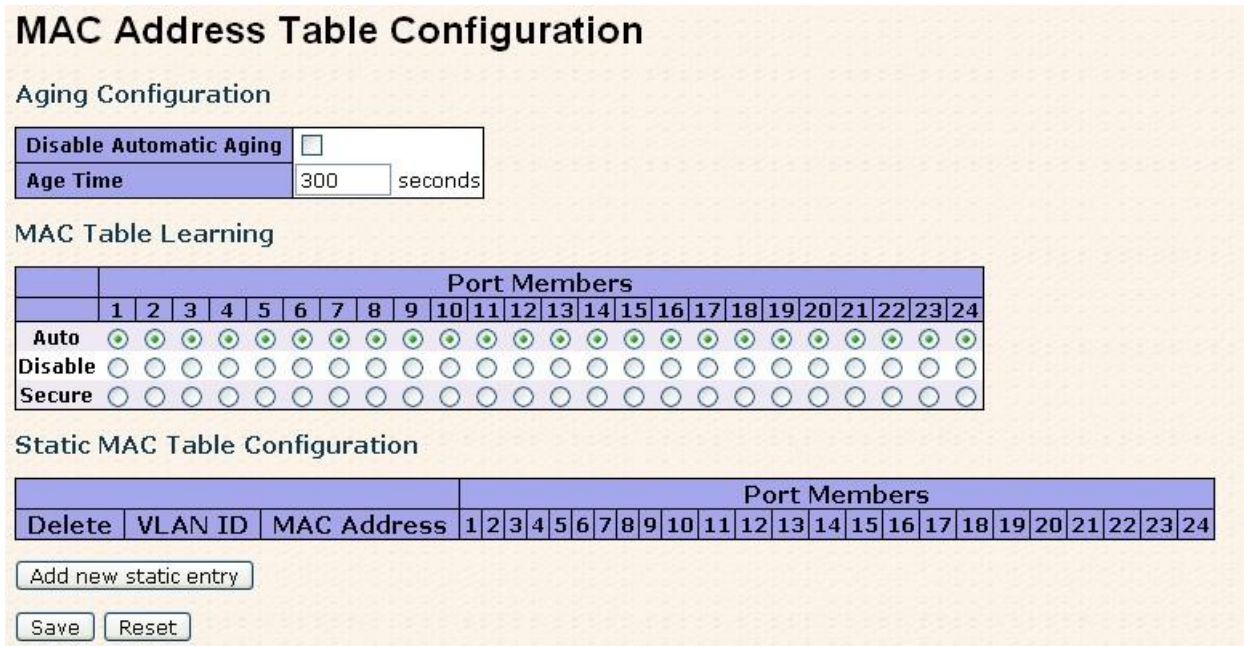 MAC Address Table Configuration
Aging Configuration
Disable Automatic Aging
Age Time 300 seconds
MAC Table Learning
Port Members
1 2 3 4 5 6 7 8 9 10 11 12 13 14 15 16 17 18 19 20 21 22 23 24
Auto
Disable
Secure
Static MAC Table Configuration
Port Members
Delete VLAN ID MAC Address 1 2 3 4 5 6 7 8 9 10 11 12 13 14 15 16 17 18 19 20 21 22 23 24
Add new static entry
Save Reset